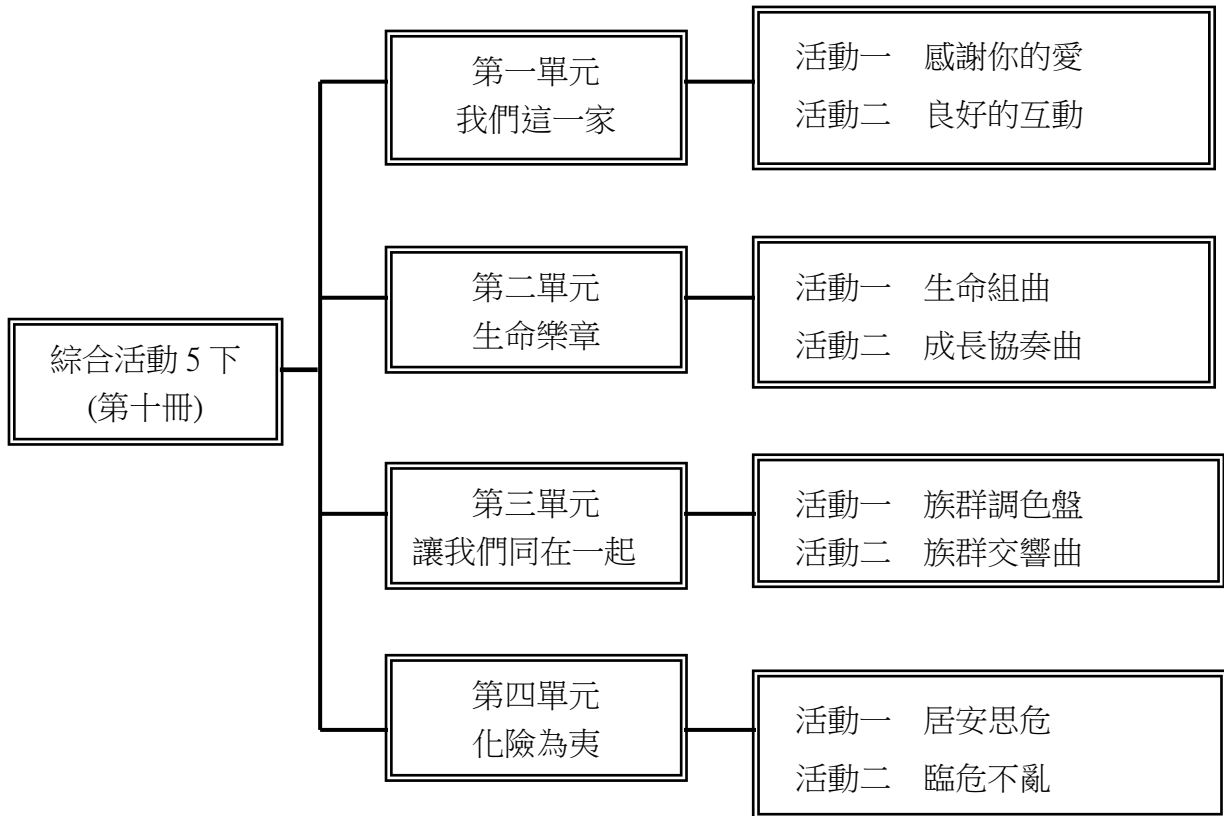 綜合活動 5 下
(第十冊)
第一單元
我們這一家
活動一　感謝你的愛
活動二　良好的互動
第二單元
生命樂章
活動一　生命組曲
活動二　成長協奏曲
第三單元
讓我們同在一起
活動一　族群調色盤
活動二　族群交響曲
第四單元
化險為夷
活動一　居安思危
活動二　臨危不亂